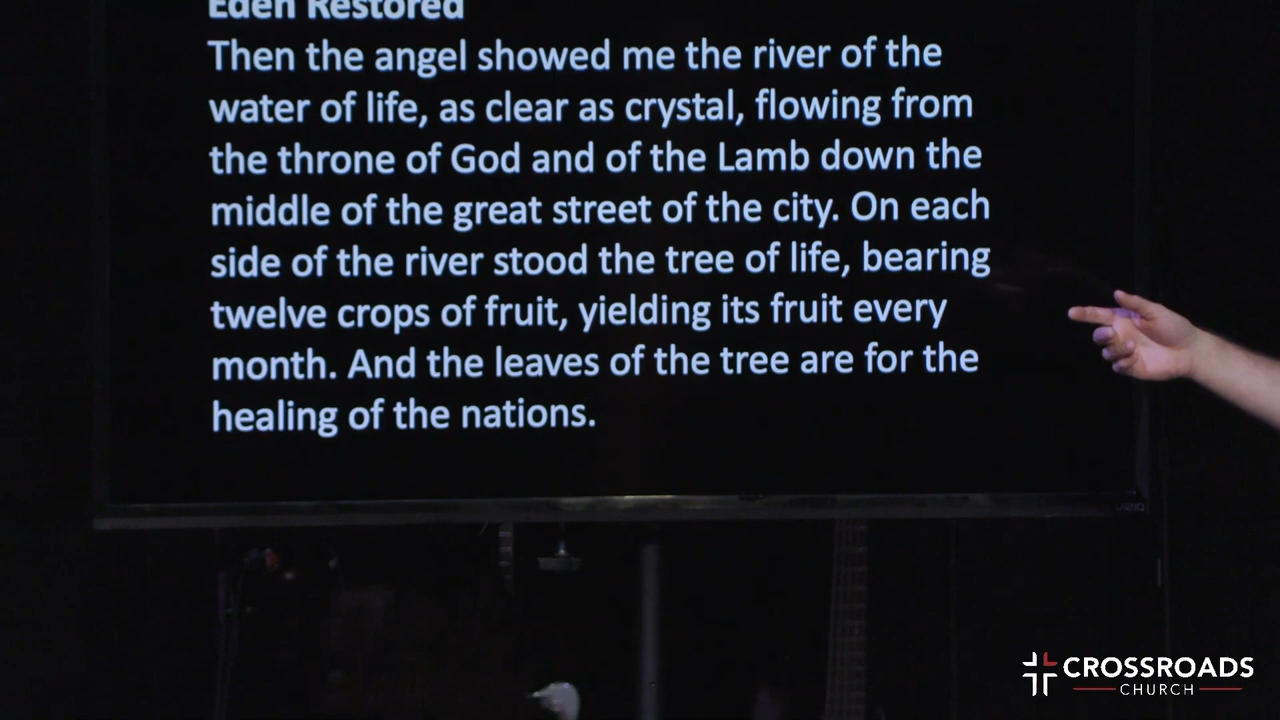 Eden Restored
Then the angel showed me the river of the
water of life, as clear as crystal, flowing from
the throne of God and of the Lamb down the
middle of the great street of the city. On each
side of the river stood the tree of life, bearing
twelve crops of fruit, yielding its fruit every
month. And the leaves of the tree are for the
healing of the nations.
VIZIO
CROSSROADS
CHURCH